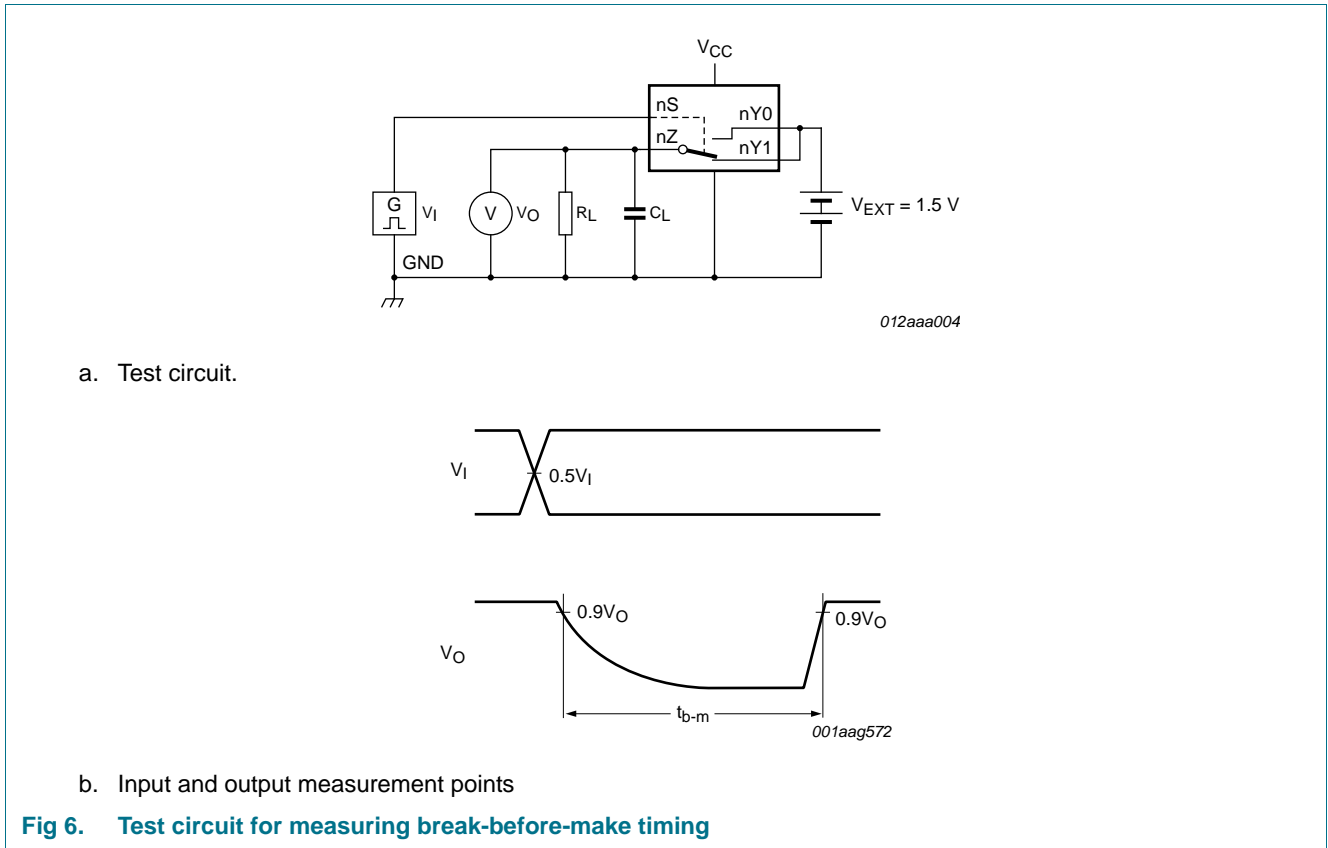 VCC
nS
nY0
nZ
nY1
G
VI
V
VO
RL
CL
VEXT = 1.5 V
GND
012aaa004
a. Test circuit.
VI
0.5VI
0.9VO
0.9VO
VO
tb-m
001aag572
b. Input and output measurement points
Fig 6. Test circuit for measuring break-before-make timing